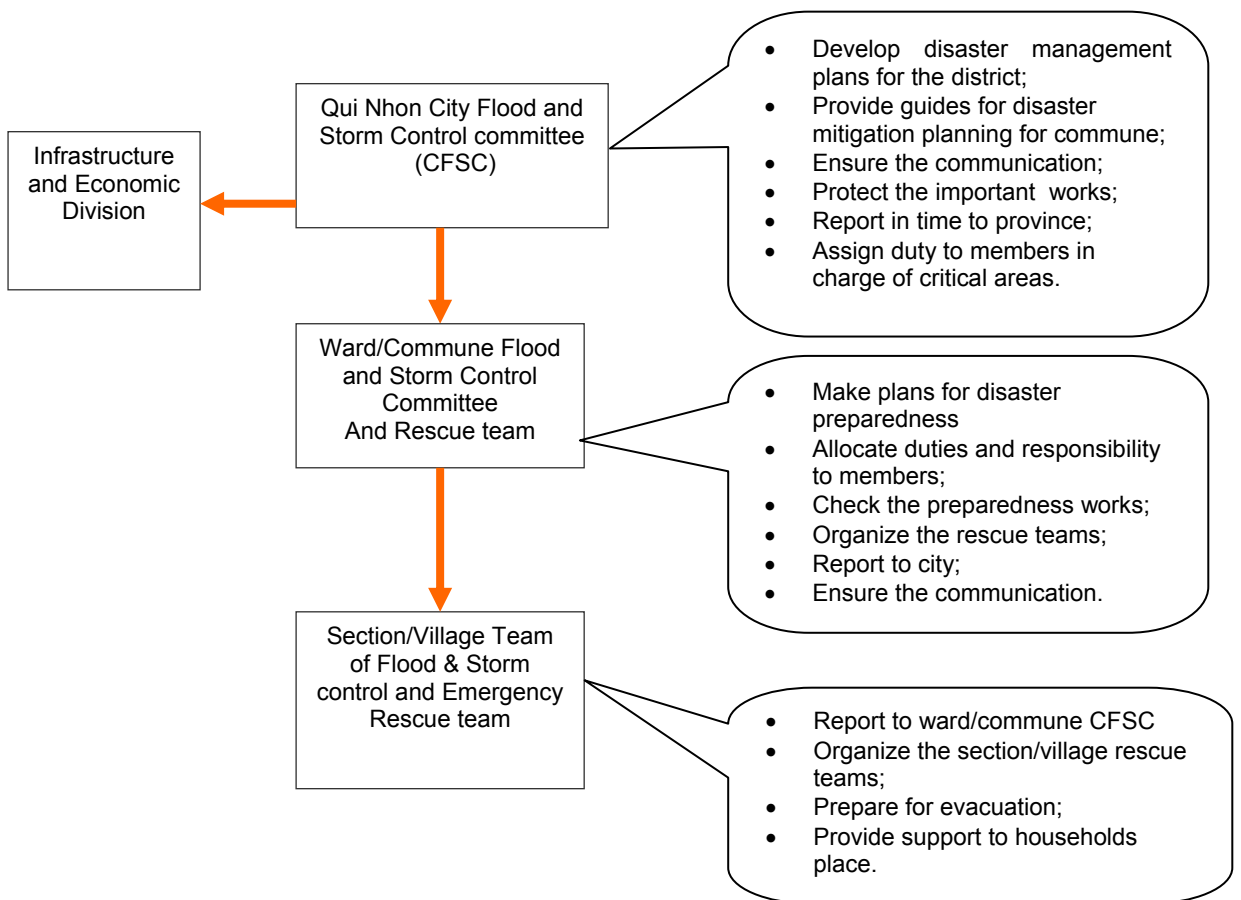 Infrastructure
and Economic
Division
Qui Nhon City Flood and
Storm Control committee
(CFSC)
• Develop disaster management
plans for the district;
• Provide guides for disaster
mitigation planning for commune;
• Ensure the communication;
• Protect the important works;
• Report in time to province;
• Assign duty to members in
charge of critical areas.
Ward/Commune Flood
and Storm Control
Committee
And Rescue team
• Make plans for disaster
preparedness
• Allocate duties and responsibility
to members;
• Check the preparedness works;
• Organize the rescue teams;
• Report to city;
• Ensure the communication.
Section/Village Team
of Flood & Storm
control and Emergency
Rescue team
• Report to ward/commune CFSC
• Organize the section/village rescue
teams;
• Prepare for evacuation;
• Provide support to households
place.